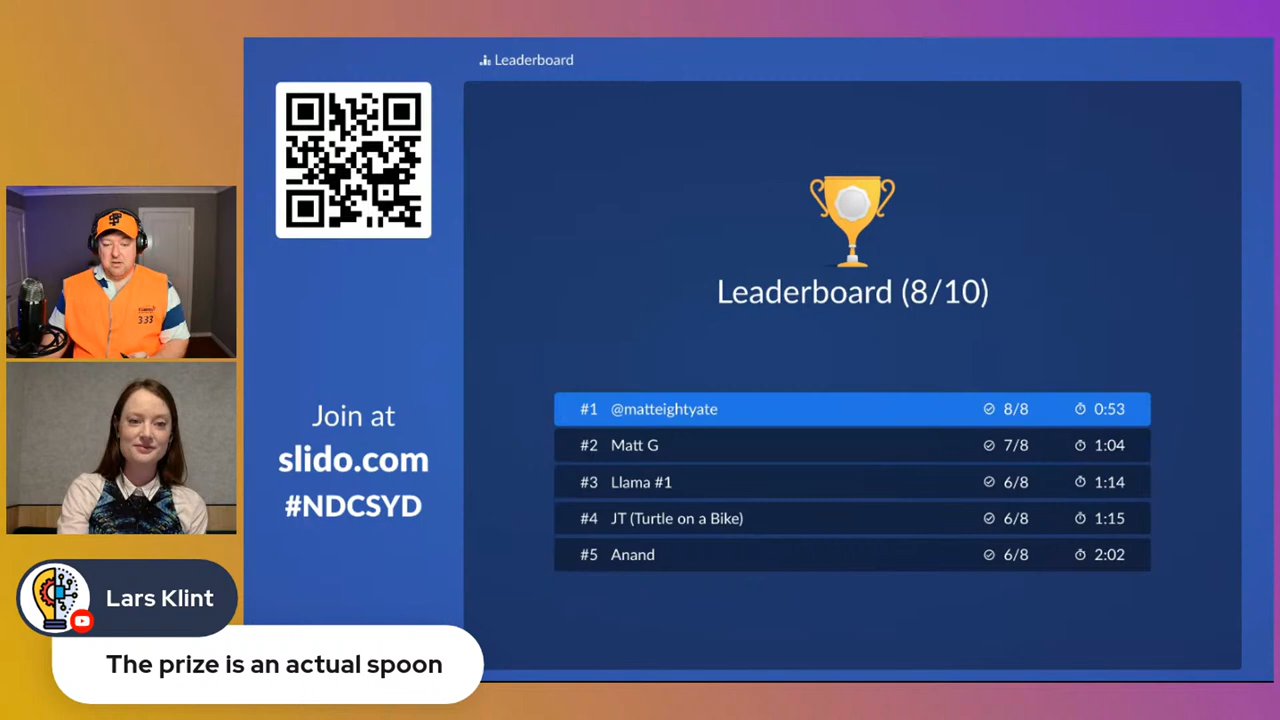 Leaderboard
Leaderboard (8/10)
#1 @matteightyate 8/8 0:53
#2 Matt G 7/8 1:04
#3 Llama #1 6/8 1:14
#4 JT (Turtle on a Bike) 6/8 1:15
#5 Anand 6/8 2:02
Join at
slido.com
#NDCSYD
SF
333
Lars Klint
The prize is an actual spoon